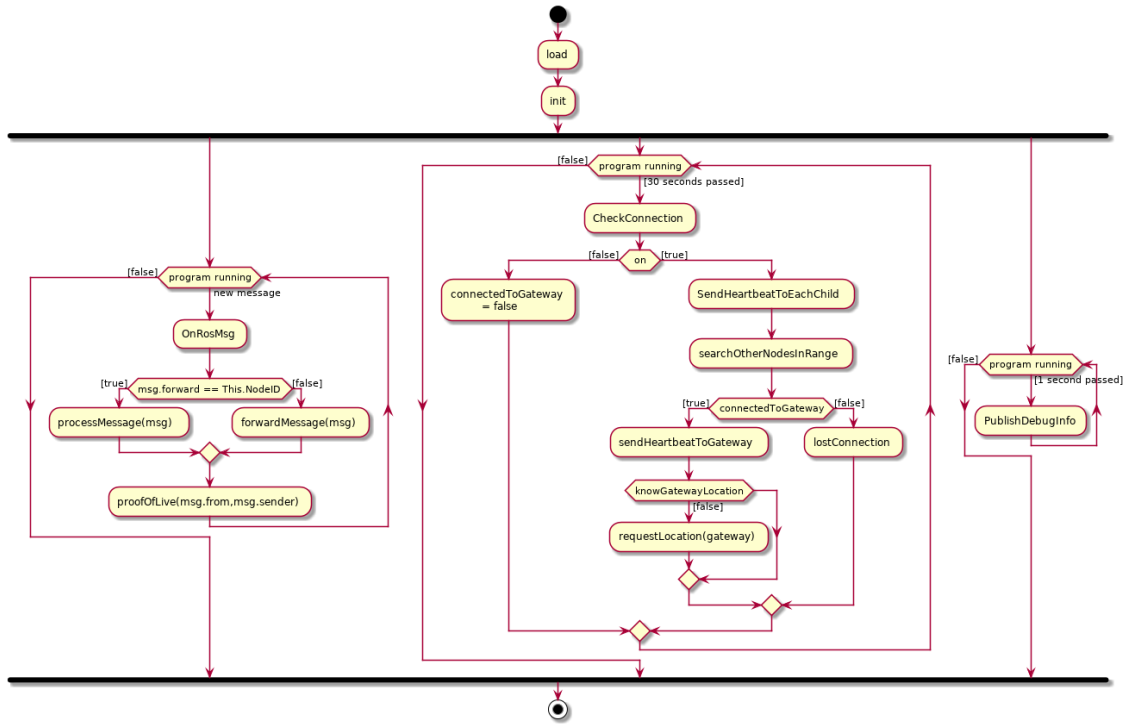 load
init
program running
[false]
new message
OnRosMsg
msg.forward == This.NodeID
[true]
[false]
processMessage(msg)
forwardMessage(msg)
proofOfLive(msg.from,msg.sender)
program running
[false]
[30 seconds passed]
CheckConnection
on
[false]
[true]
connectedToGateway
= false
SendHeartbeatToEachChild
searchOtherNodesInRange
connectedToGateway
[true]
[false]
sendHeartbeatToGateway
lostConnection
knowGatewayLocation
[false]
requestLocation(gateway)
program running
[false]
[1 second passed]
PublishDebugInfo